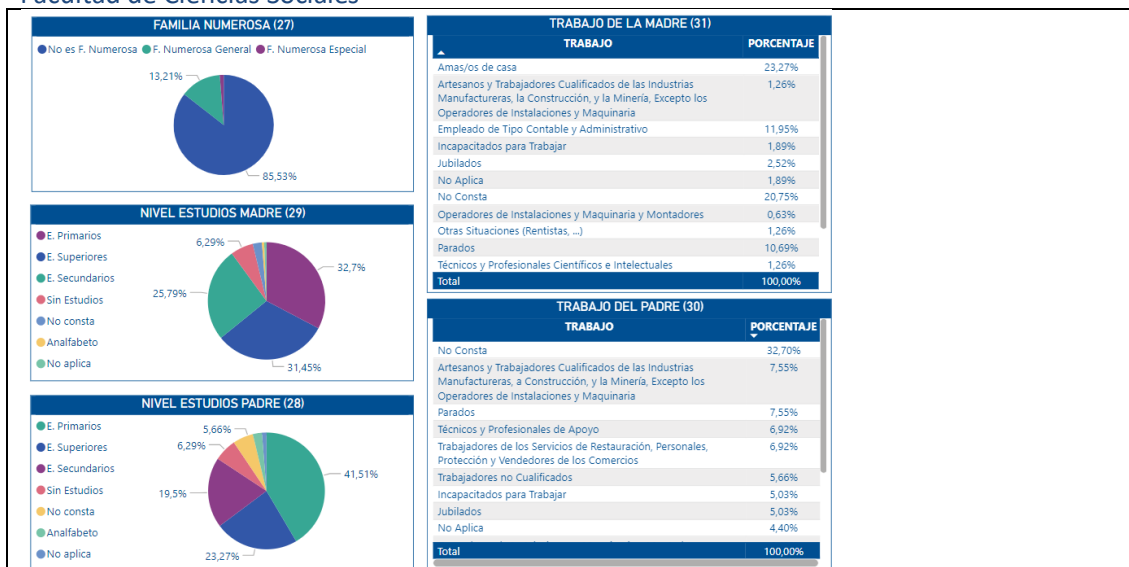 Facultad de Ciencias Sociales
FAMILIA NUMEROSA (27)
No es F. Numerosa F. Numerosa General F. Numerosa Especial
13,21%
85,53%
NIVEL ESTUDIOS MADRE (29)
E. Primarios
E. Superiores
E. Secundarios
Sin Estudios
No consta
Analfabeto
No aplica
6,29%
32,7%
25,79%
31,45%
NIVEL ESTUDIOS PADRE (28)
E. Primarios
E. Superiores
E. Secundarios
Sin Estudios
No consta
Analfabeto
No aplica
5,66%
6,29%
41,51%
19,5%
23,27%
TRABAJO DE LA MADRE (31)
TRABAJO PORCENTAJE
Amas/os de casa 23,27%
Artesanos y Trabajadores Cualificados de las Industrias 1,26%
Manufactureras, la Construcción, y la Minería, Excepto los
Operadores de Instalaciones y Maquinaria
Empleado de Tipo Contable y Administrativo 11,95%
Incapacitados para Trabajar 1,89%
Jubilados 2,52%
No Aplica 1,89%
No Consta 20,75%
Operadores de Instalaciones y Maquinaria y Montadores 0,63%
Otras Situaciones (Rentistas, ...) 1,26%
Parados 10,69%
Técnicos y Profesionales Científicos e Intelectuales 1,26%
Total 100,00%
TRABAJO DEL PADRE (30)
TRABAJO PORCENTAJE
No Consta 32,70%
Artesanos y Trabajadores Cualificados de las Industrias 7,55%
Manufactureras, a Construcción, y la Minería, Excepto los
Operadores de Instalaciones y Maquinaria
Parados 7,55%
Técnicos y Profesionales de Apoyo 6,92%
Trabajadores de los Servicios de Restauración, Personales, 6,92%
Protección y Vendedores de los Comercios
Trabajadores no Cualificados 5,66%
Incapacitados para Trabajar 5,03%
Jubilados 5,03%
No Aplica 4,40%
Total 100,00%